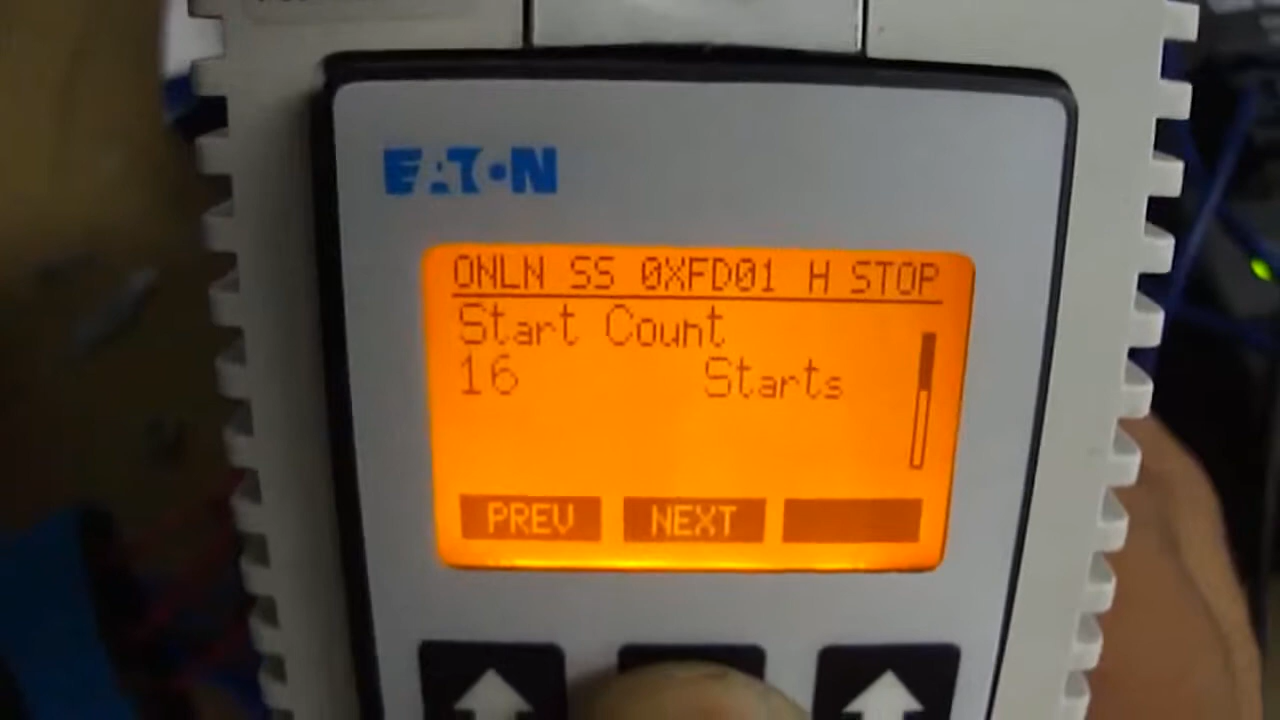 EATON
ONLN SS 0XFD01 H STOP
Start Count
16 Starts
PREV NEXT